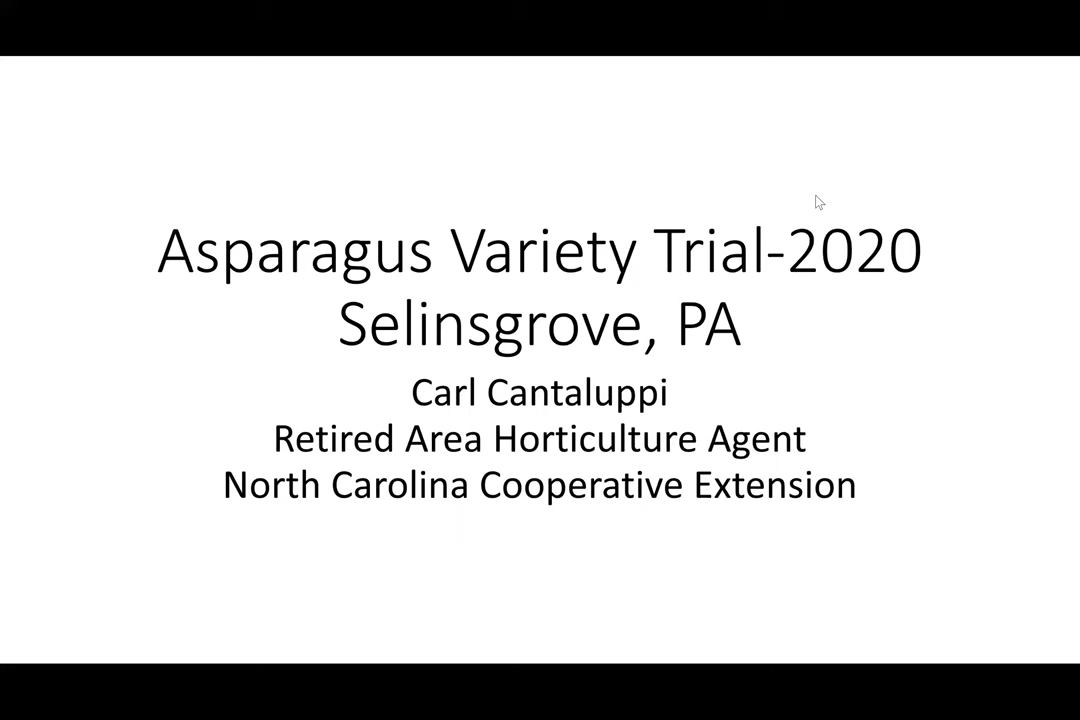 Asparagus Variety Trial-2020
Selinsgrove, PA
Carl Cantaluppi
Retired Area Horticulture Agent
North Carolina Cooperative Extension